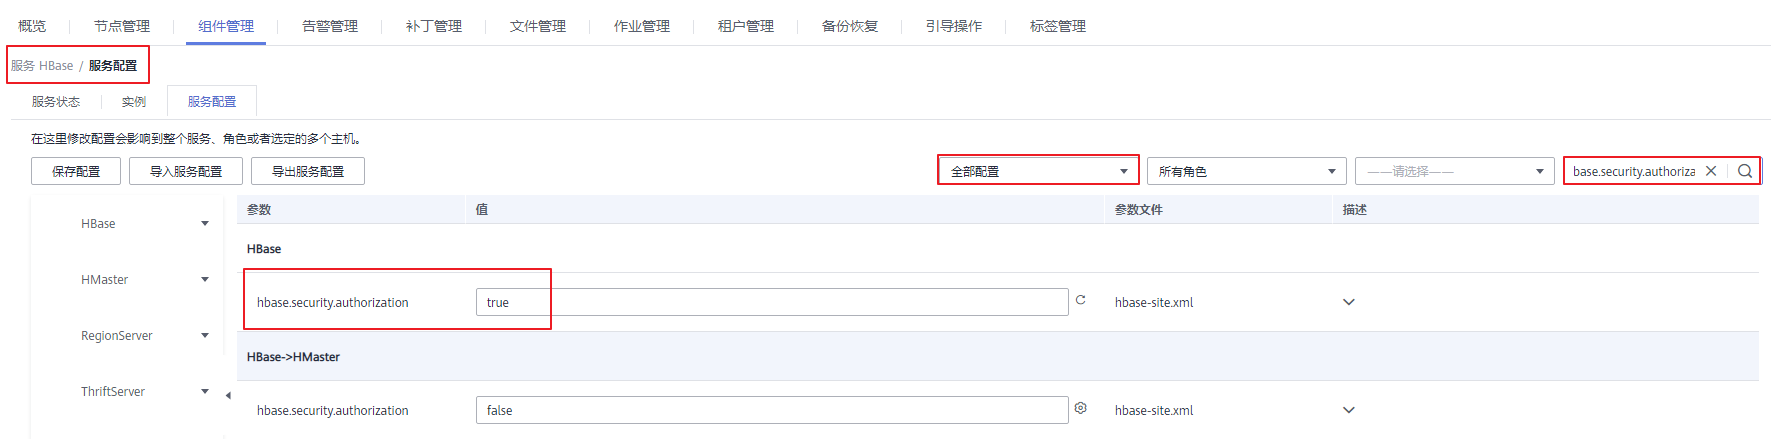 概览 节点管理 组件管理 告警管理 补丁管理 文件管理 作业管理 租户管理 备份恢复 引导操作 标签管理
服务 HBase / 服务配置
服务状态 实例 服务配置
在这里修改配置会影响到整个服务、角色或者选定的多个主机。
保存配置 导入服务配置 导出服务配置 全部配置 所有角色 ——请选择—— base.security.authoriza
参数 值 参数文件 描述
HBase
HBase
HMaster
hbase.security.authorization true hbase-site.xml
RegionServer
HBase->HMaster
ThriftServer
hbase.security.authorization false hbase-site.xml